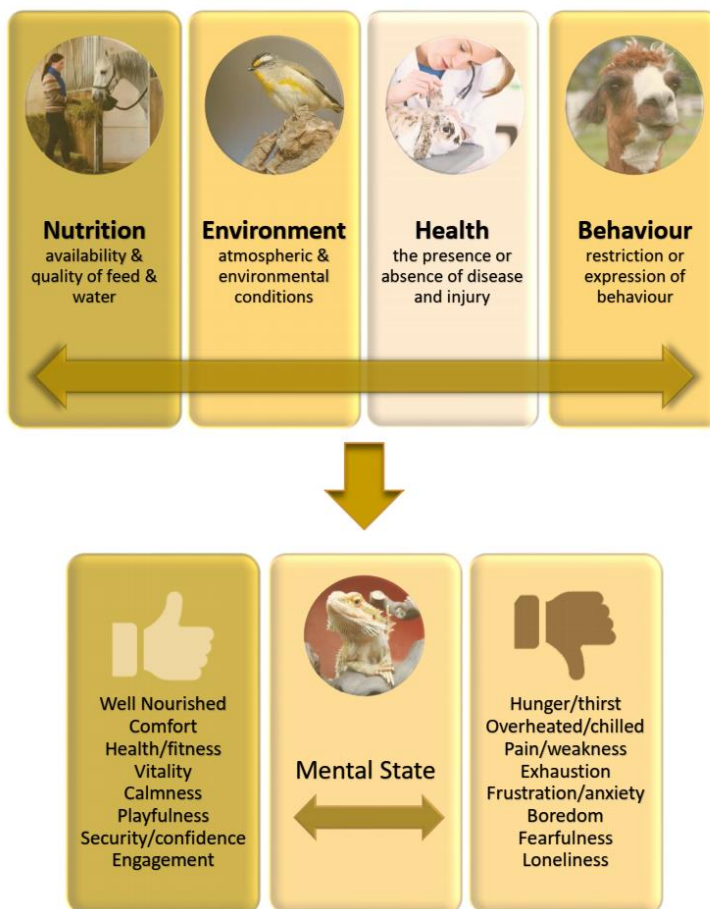 Nutrition
availability &
quality of feed &
water
Environment
atmospheric &
environmental
conditions
Health
the presence or
absence of disease
and injury
Behaviour
restriction or
expression of
behaviour
Well Nourished
Comfort
Health/fitness
Vitality
Calmness
Playfulness
Security/confidence
Engagement
Mental State
Hunger/thirst
Overheated/chilled
Pain/weakness
Exhaustion
Frustration/anxiety
Boredom
Fearfulness
Loneliness